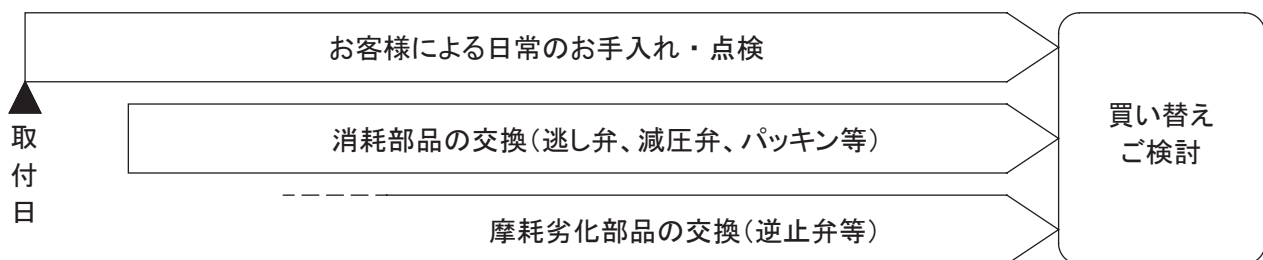 お客様による日常のお手入れ・点検
取付日
消耗部品の交換（逃し弁、減圧弁、パッキン等）
摩耗劣化部品の交換（逆止弁等）
買い替え
ご検討